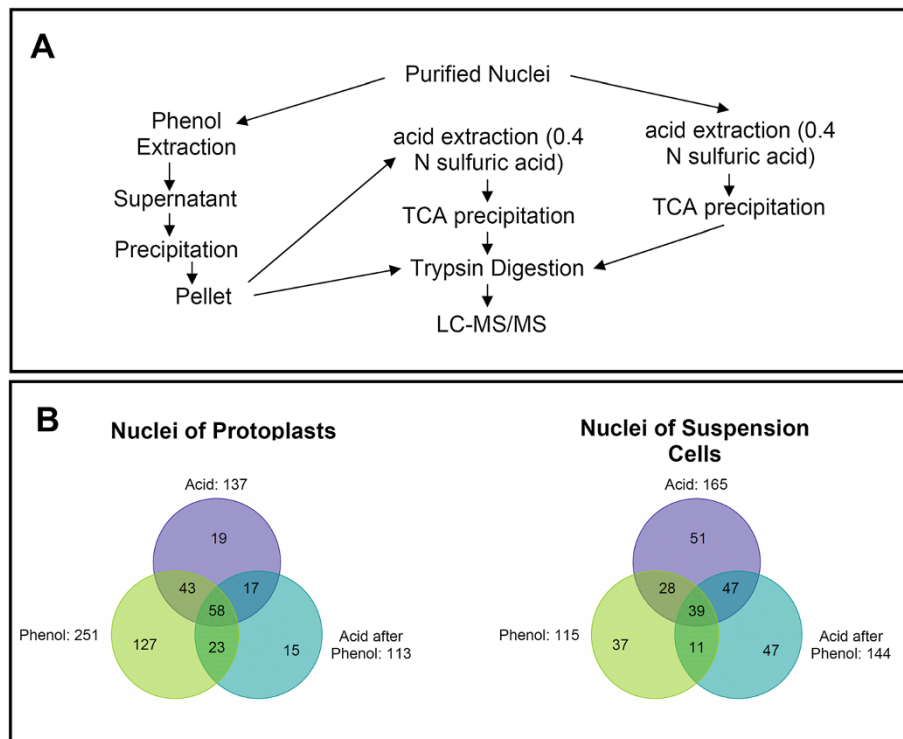 A
Purified Nuclei
Phenol
Extraction
Supernatant
Precipitation
Pellet
acid extraction (0.4
N sulfuric acid)
TCA precipitation
Trypsin Digestion
LC-MS/MS
acid extraction (0.4
N sulfuric acid)
TCA precipitation
B
Nuclei of Protoplasts
Acid: 137
19
43
17
58
Phenol: 251
127
23
15
Acid after
Phenol: 113
Nuclei of Suspension
Cells
Acid: 165
51
28
47
39
Phenol: 115
37
11
47
Acid after
Phenol: 144